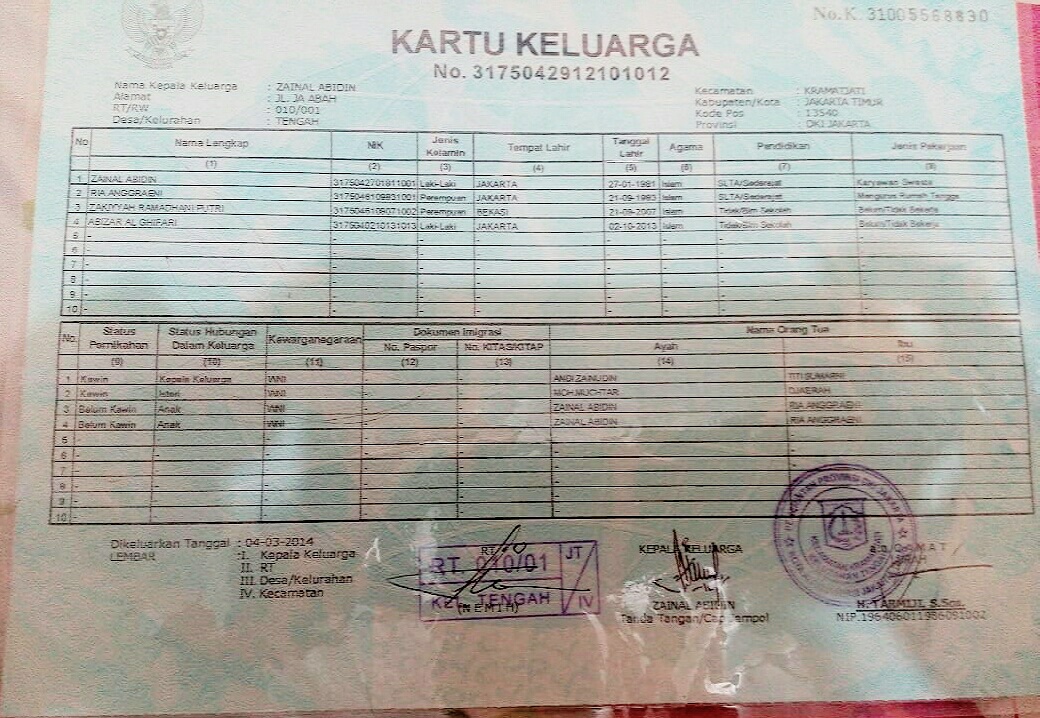 No.K. 31005568830
KARTU KELUARGA
No. 3175042912101012
Nama Kepala Keluarga : ZAINAL ABIDIN
Alamat : JL. JA ABAH
RT/RW : 010/001
Desa/Kelurahan : TENGAH
Kecamatan : KRAMATJATI
Kabupaten/Kota : JAKARTA TIMUR
Kode Pos : 13540
Provinsi : DKI JAKARTA
No Nama Lengkap NIK Jenis Kelamin Tempat Lahir Tanggal Lahir Agama Pendidikan Jenis Pekerjaan
(1) (2) (3) (4) (5) (6) (7) (8)
1 ZAINAL ABIDIN 3175042701811001 Laki-Laki JAKARTA 27-01-1981 Islam SLTA/Sederajat Karyawan Swasta
2 RIA ANGGRAENI 3175046109931001 Perempuan JAKARTA 21-09-1993 Islam SLTA/Sederajat Mengurus Rumah Tangga
3 ZAKIYYAH RAMADHANI PUTRI 3175046109071002 Perempuan BEKASI 21-09-2007 Islam Tidak/Blm Sekolah Belum/Tidak Bekerja
4 ABIZAR AL GHIFARI 3175040210131013 Laki-Laki JAKARTA 02-10-2013 Islam Tidak/Blm Sekolah Belum/Tidak Bekerja
5 - - - - - - - -
6 - - - - - - - -
7 - - - - - - - -
8 - - - - - - - -
9 - - - - - - - -
10 - - - - - - - -
No. Status Pernikahan Status Hubungan Dalam Keluarga Kewarganegaraan Dokumen Imigrasi Nama Orang Tua
No. Paspor No. KITAS/KITAP Ayah Ibu
(9) (10) (11) (12) (13) (14) (15)
1 Kawin Kepala Keluarga WNI - - ANDI ZAINUDIN TITI SUMARNI
2 Kawin Isteri WNI - - MOH MUCHTAR DJAERAH
3 Belum Kawin Anak WNI - - ZAINAL ABIDIN RIA ANGGRAENI
4 Belum Kawin Anak WNI - - ZAINAL ABIDIN RIA ANGGRAENI
5 - - - - - - -
6 - - - - - - -
7 - - - - - - -
8 - - - - - - -
9 - - - - - - -
10 - - - - - - -
Dikeluarkan Tanggal : 04-03-2014
LEMBAR : I. Kepala Keluarga
II. RT
III. Desa/Kelurahan
IV. Kecamatan
RT
RT. 010/01 JT
KEL. TENGAH IV
KEPALA KELUARGA
ZAINAL ABIDIN
Tanda Tangan/Cap Jempol
PROVINSI DKI JAKARTA
H. TARMIJI, S.Sos.
NIP.196406011986091002